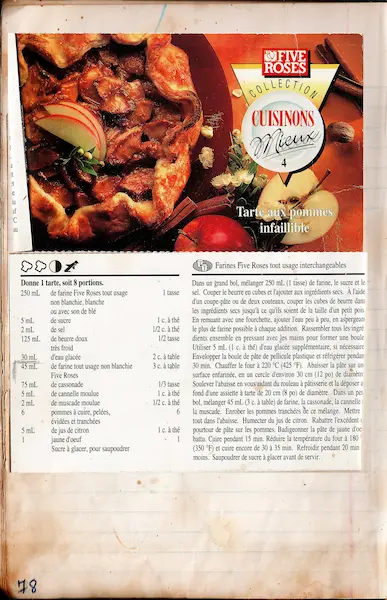 FIVE
ROSES
COLLECTION
CUISINONS
Mieux
4
Tarte aux pommes
infaillible
Farines Five Roses tout usage interchangeables
Donne 1 tarte, soit 8 portions.
250 mL de farine Five Roses tout usage 1 tasse
non blanchie, blanche
ou avec son de blé
5 mL de sucre 1 c. à thé
2 mL de sel 1/2 c. à thé
125 mL de beurre doux 1/2 tasse
très froid
30 mL d'eau glacée 2 c. à table
45 mL de farine tout usage non blanchie 3 c. à table
Five Roses
75 mL de cassonade 1/3 tasse
5 mL de cannelle moulue 1 c. à thé
2 mL de muscade moulue 1/2 c. à thé
6 pommes à cuire, pelées, 6
évidées et tranchées
5 mL de jus de citron 1 c. à thé
1 jaune d'oeuf 1
Sucre à glacer, pour saupoudrer
Dans un grand bol, mélanger 250 mL (1 tasse) de farine, le sucre et le
sel. Couper le beurre en cubes et l'ajouter aux ingrédients secs. À l'aide
d'un coupe-pâte ou de deux couteaux, couper les cubes de beurre dans
les ingrédients secs jusqu'à ce qu'ils soient de la taille d'un petit pois.
En remuant avec une fourchette, ajouter l'eau peu à peu, en aspergeant
le plus de farine possible à chaque addition. Rassembler tous les ingré
dients ensemble en pressant avec les mains pour former une boule.
Utiliser 5 mL (1 c. à thé) d'eau glacée supplémentaire, si nécessaire.
Envelopper la boule de pâte de pellicule plastique et réfrigérer pendant
30 min. Chauffer le four à 220 °C (425 °F). Abaisser la pâte sur une
surface enfarinée, en un cercle d'environ 30 cm (12 po) de diamètre.
Soulever l'abaisse en vous aidant du rouleau à pâtisserie et la déposer au
fond d'une assiette à tarte de 20 cm (8 po) de diamètre. Dans un petit
bol, mélanger 45 mL (3 c. à table) de farine, la cassonade, la cannelle et
la muscade. Enrober les pommes tranchées de ce mélange. Mettre le
tout dans l'abaisse. Humecter du jus de citron. Rabattre l'excédent du
pourtour de pâte sur les pommes. Badigeonner la pâte de jaune d'oeuf
battu. Cuire pendant 15 min. Réduire la température du four à 180 °C
(350 °F) et cuire encore de 30 à 35 min. Refroidir pendant 20 min
moins. Saupoudrer de sucre à glacer avant de servir.
78